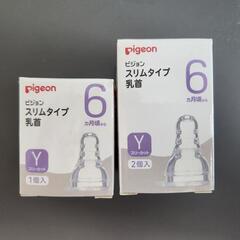 pigeon
ピジョン
スリムタイプ
乳首
6
カ月頃から
Y
スリーカット
1個入
pigeon
ピジョン
スリムタイプ
乳首
6
カ月頃から
Y
スリーカット
2個入